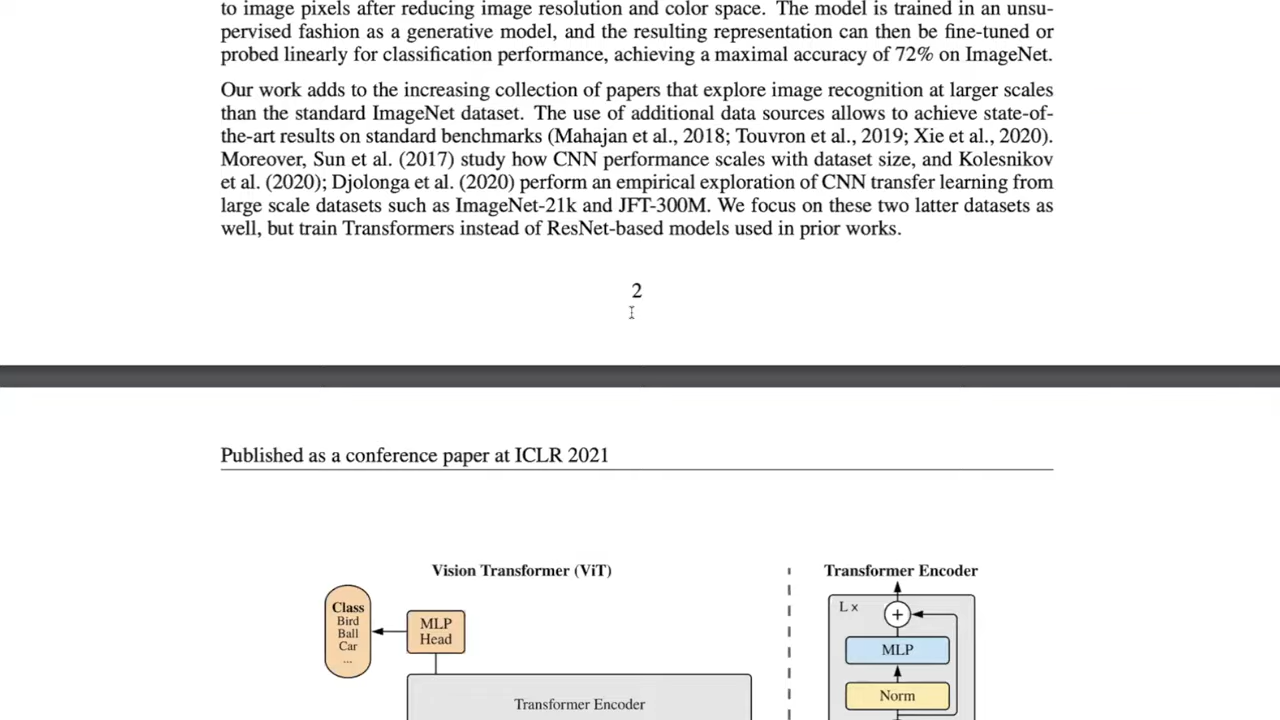 to image pixels after reducing image resolution and color space. The model is trained in an unsu-
pervised fashion as a generative model, and the resulting representation can then be fine-tuned or
probed linearly for classification performance, achieving a maximal accuracy of 72% on ImageNet.
Our work adds to the increasing collection of papers that explore image recognition at larger scales
than the standard ImageNet dataset. The use of additional data sources allows to achieve state-of-
the-art results on standard benchmarks (Mahajan et al., 2018; Touvron et al., 2019; Xie et al., 2020).
Moreover, Sun et al. (2017) study how CNN performance scales with dataset size, and Kolesnikov
et al. (2020); Djolonga et al. (2020) perform an empirical exploration of CNN transfer learning from
large scale datasets such as ImageNet-21k and JFT-300M. We focus on these two latter datasets as
well, but train Transformers instead of ResNet-based models used in prior works.
2
Published as a conference paper at ICLR 2021
Vision Transformer (ViT)
Class
Bird
Ball
Car
...
MLP
Head
Transformer Encoder
Transformer Encoder
L x
+
MLP
Norm